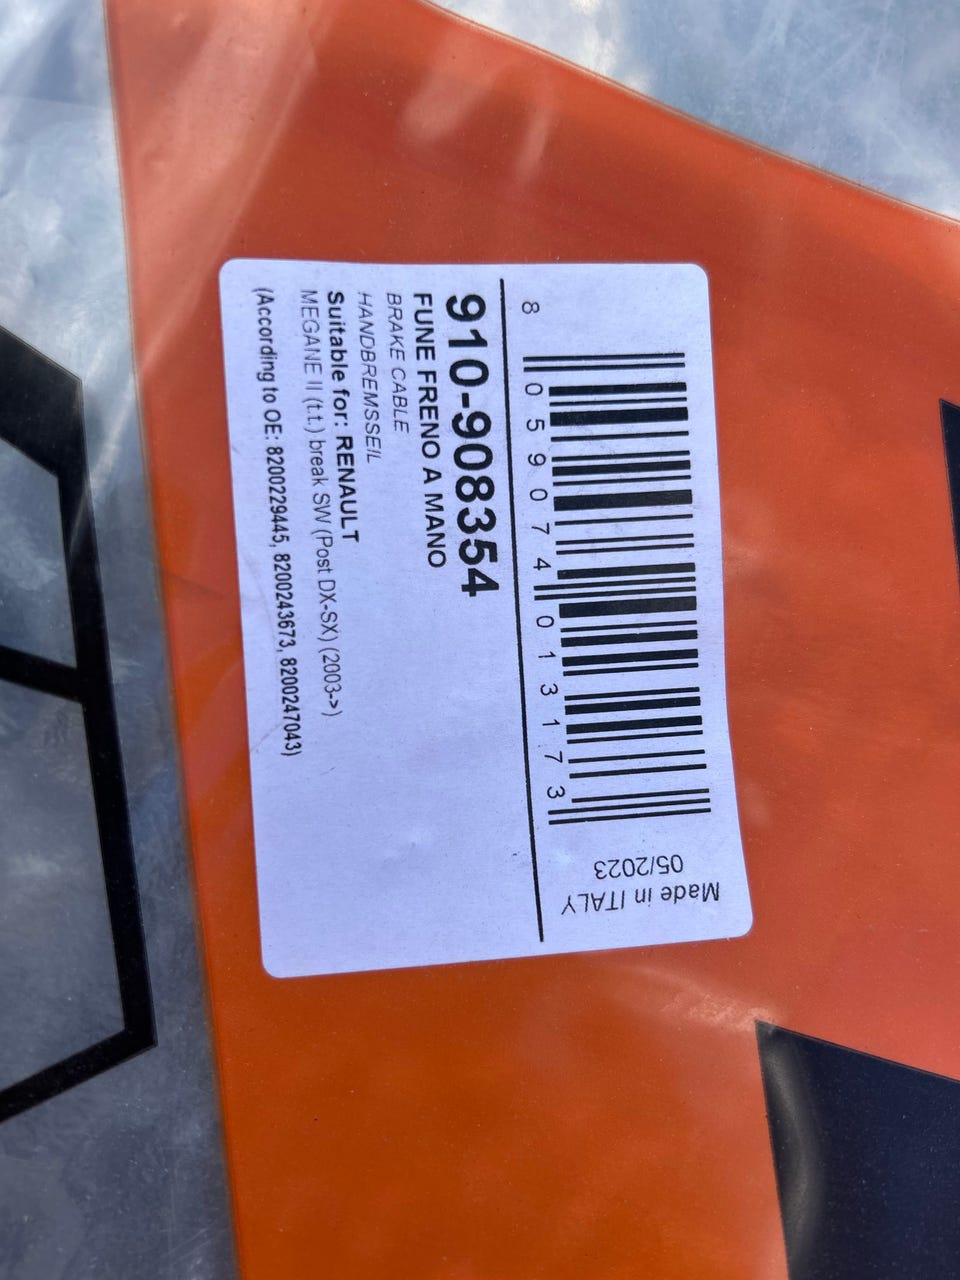 8 059074 013173
Made in ITALY
05/2023
910-908354
FUNE FRENO A MANO
BRAKE CABLE
HANDBREMSSEIL
Suitable for: RENAULT
MEGANE II (t.t.) break SW (Post DX-SX) (2003->)
(According to OE: 8200229445, 8200243673, 8200247043)